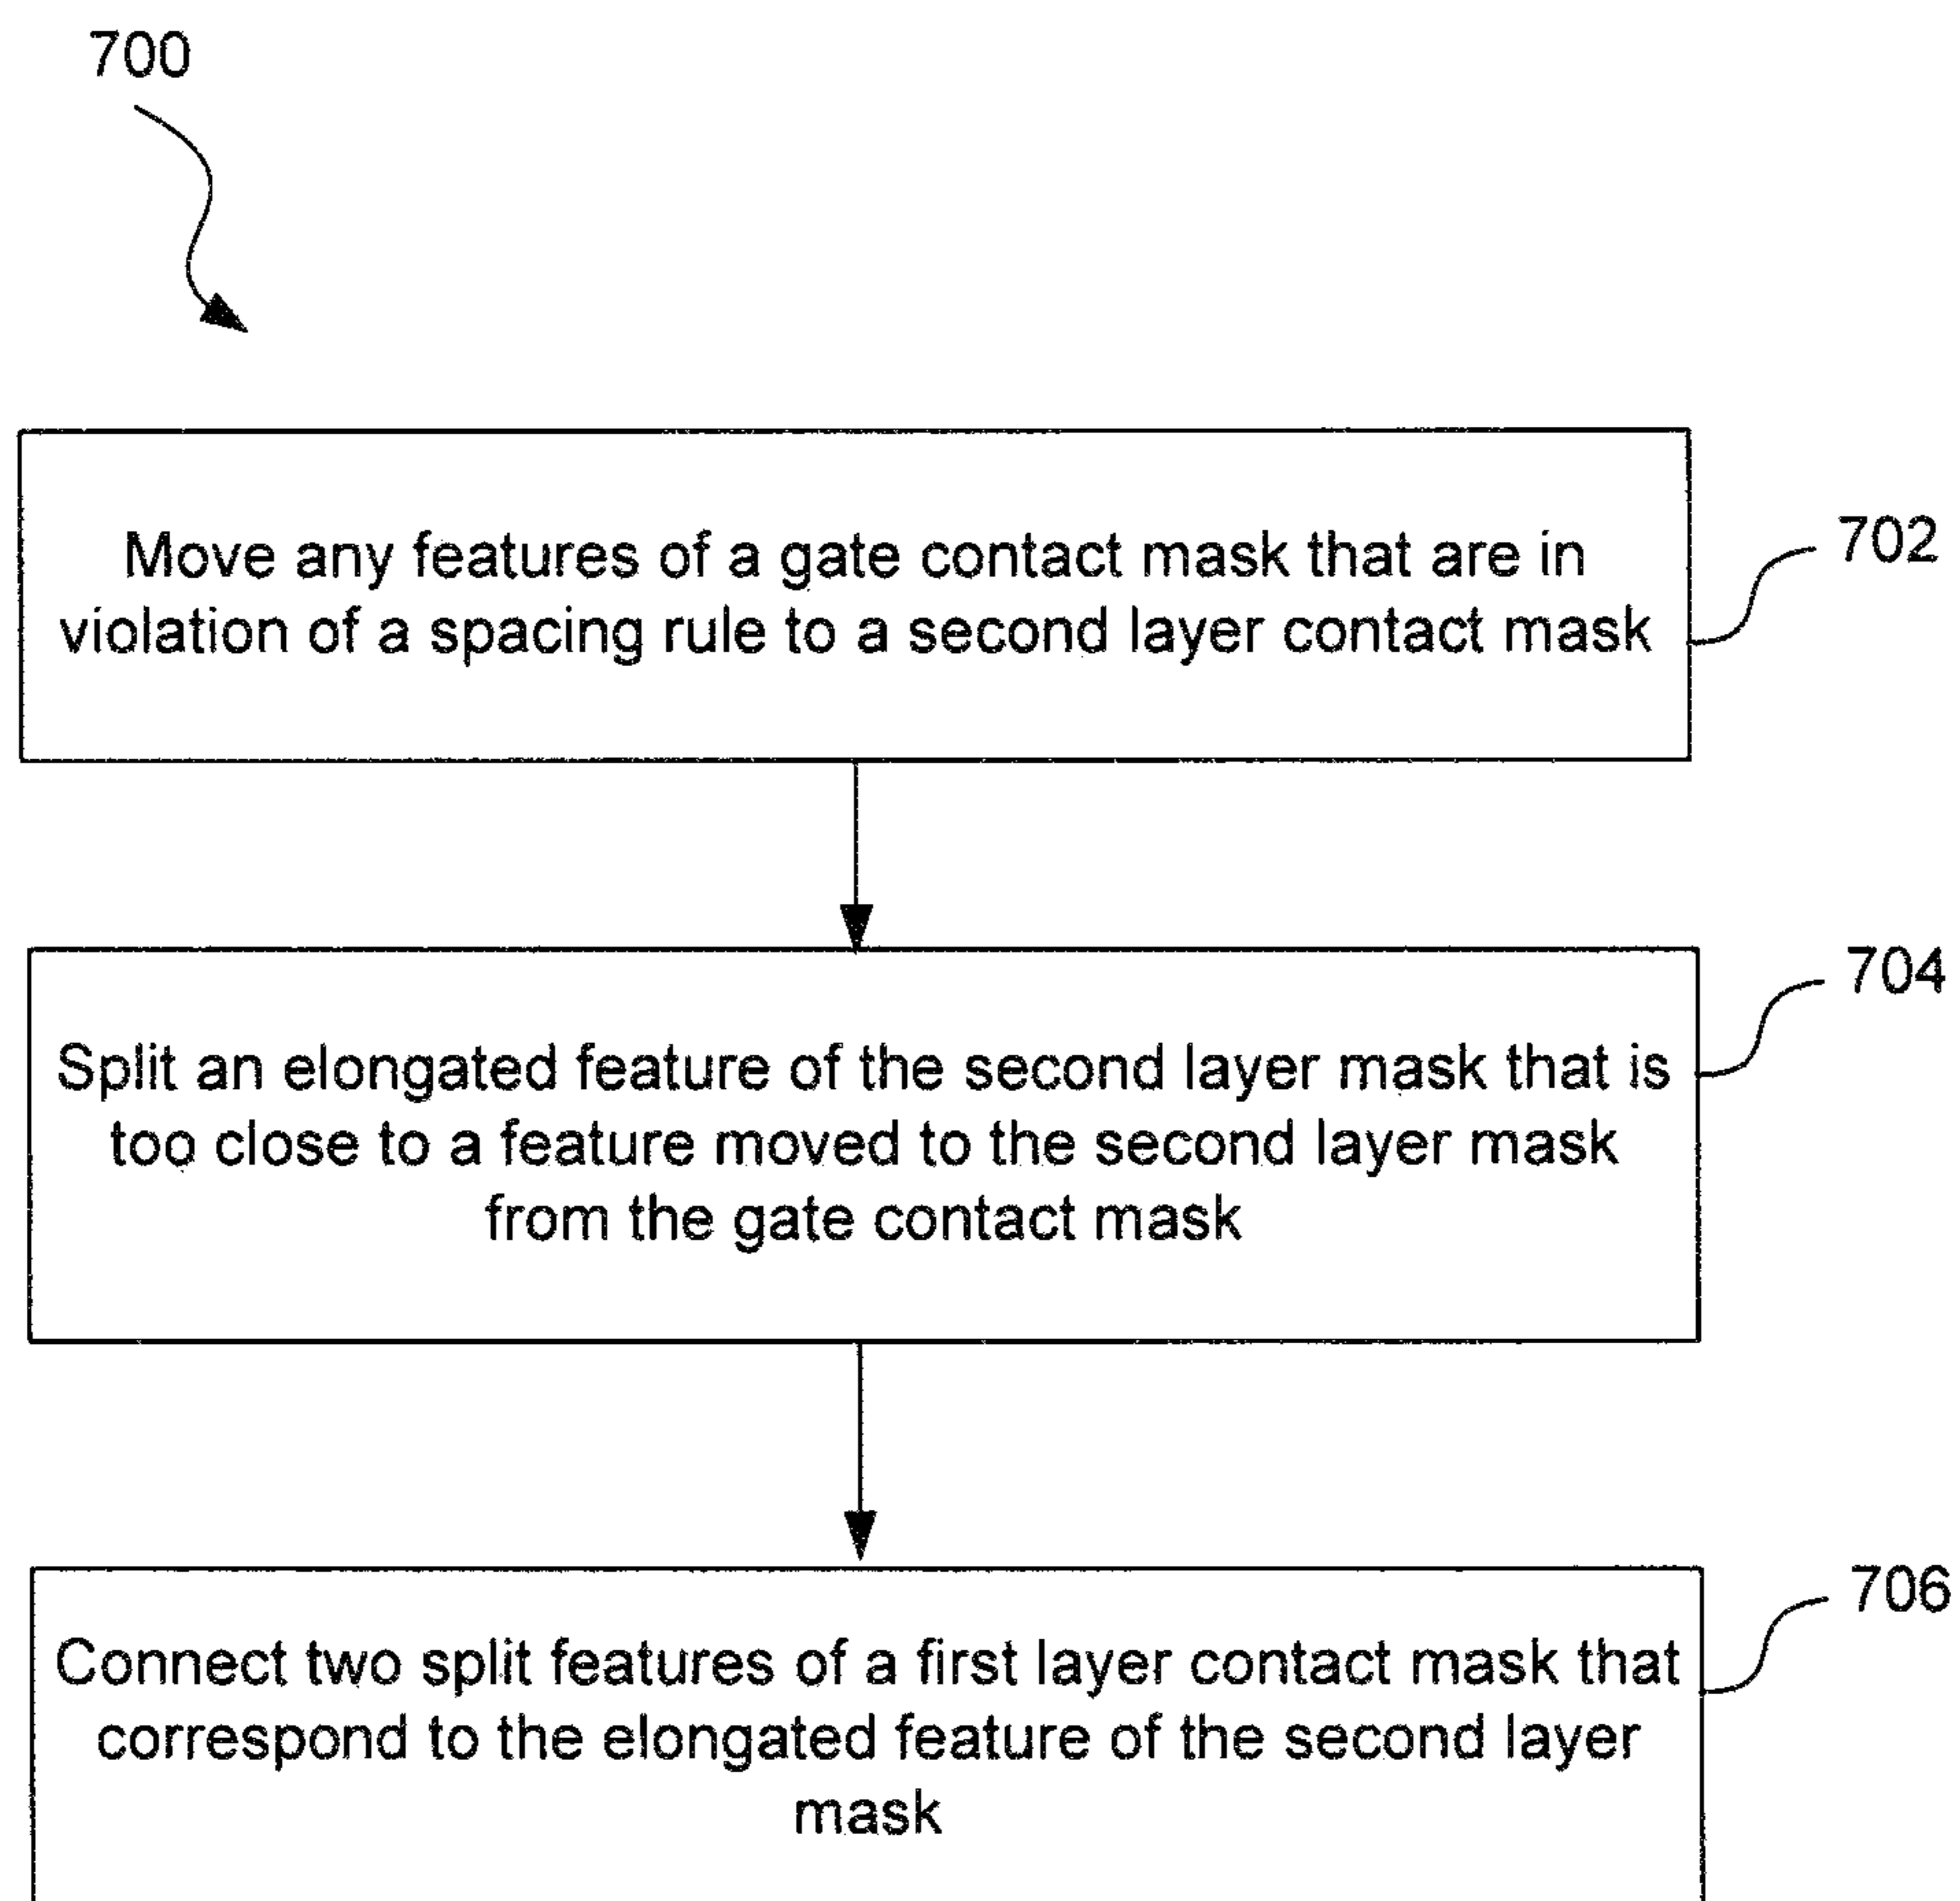 700
Move any features of a gate contact mask that are in
violation of a spacing rule to a second layer contact mask
702
Split an elongated feature of the second layer mask that is
too close to a feature moved to the second layer mask
from the gate contact mask
704
Connect two split features of a first layer contact mask that
correspond to the elongated feature of the second layer
mask
706